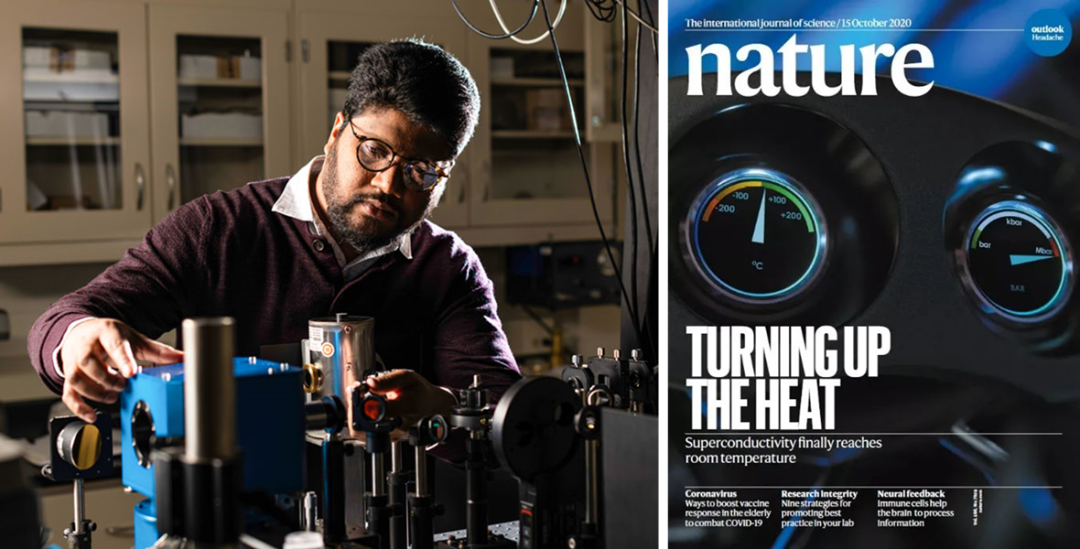 The international journal of science / 15 October 2020
outlook
Headache
nature
-200
-100
+100
+200
°C
bar
kbar
Mbar
TURNING UP
THE HEAT
Superconductivity finally reaches
room temperature
Coronavirus
Ways to boost vaccine
response in the elderly
to combat COVID-19
Research integrity
Nine strategies for
promoting best
practice in your lab
Neural feedback
Immune cells help
the brain to process
information